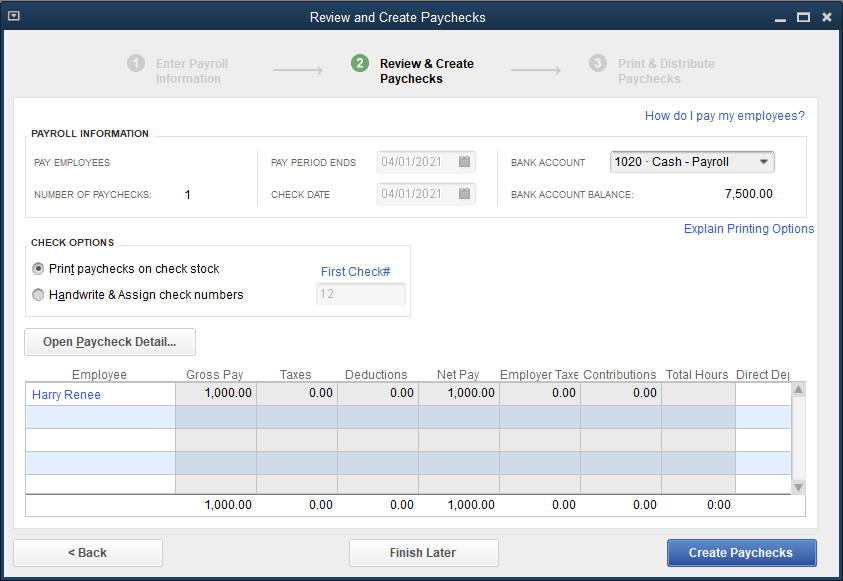 Review and Create Paychecks
1 Enter Payroll Information
2 Review & Create Paychecks
3 Print & Distribute Paychecks
How do I pay my employees?
PAYROLL INFORMATION
PAY EMPLOYEES
NUMBER OF PAYCHECKS: 1
PAY PERIOD ENDS 04/01/2021
CHECK DATE 04/01/2021
BANK ACCOUNT 1020 · Cash - Payroll
BANK ACCOUNT BALANCE: 7,500.00
Explain Printing Options
CHECK OPTIONS
Print paychecks on check stock
Handwrite & Assign check numbers
First Check#
12
Open Paycheck Detail...
Employee Gross Pay Taxes Deductions Net Pay Employer Taxe Contributions Total Hours Direct Dep
Harry Renee 1,000.00 0.00 0.00 1,000.00 0.00 0.00
1,000.00 0.00 0.00 1,000.00 0.00 0.00 0:00
< Back Finish Later Create Paychecks